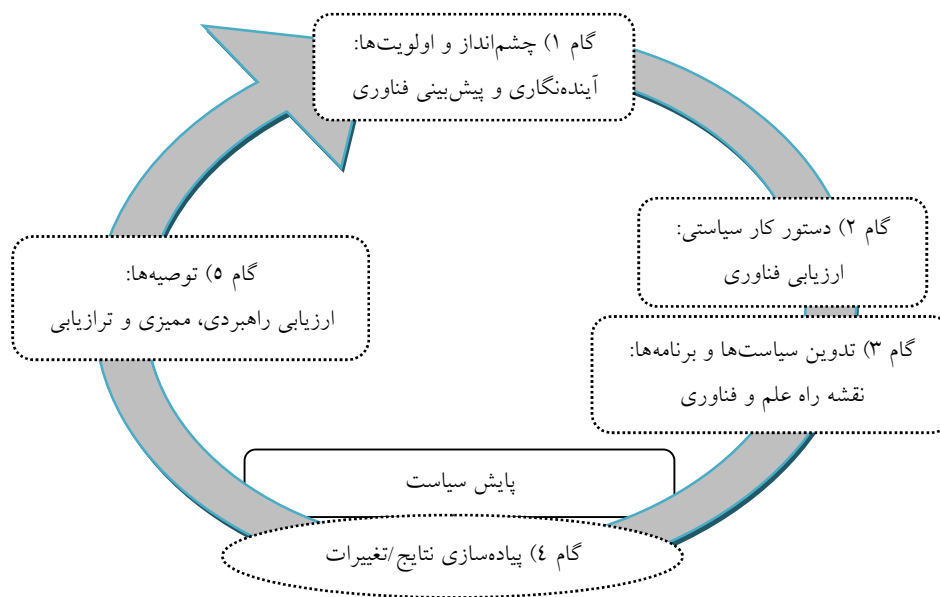 گام ۱) چشم‌انداز و اولویت‌ها:
آینده‌نگاری و پیش‌بینی فناوری
گام ۲) دستور کار سیاستی:
ارزیابی فناوری
گام ۳) تدوین سیاست‌ها و برنامه‌ها:
نقشه راه علم و فناوری
پایش سیاست
گام ٤) پیاده‌سازی نتایج/تغییرات
گام ٥) توصیه‌ها:
ارزیابی راهبردی، ممیزی و ترازیابی